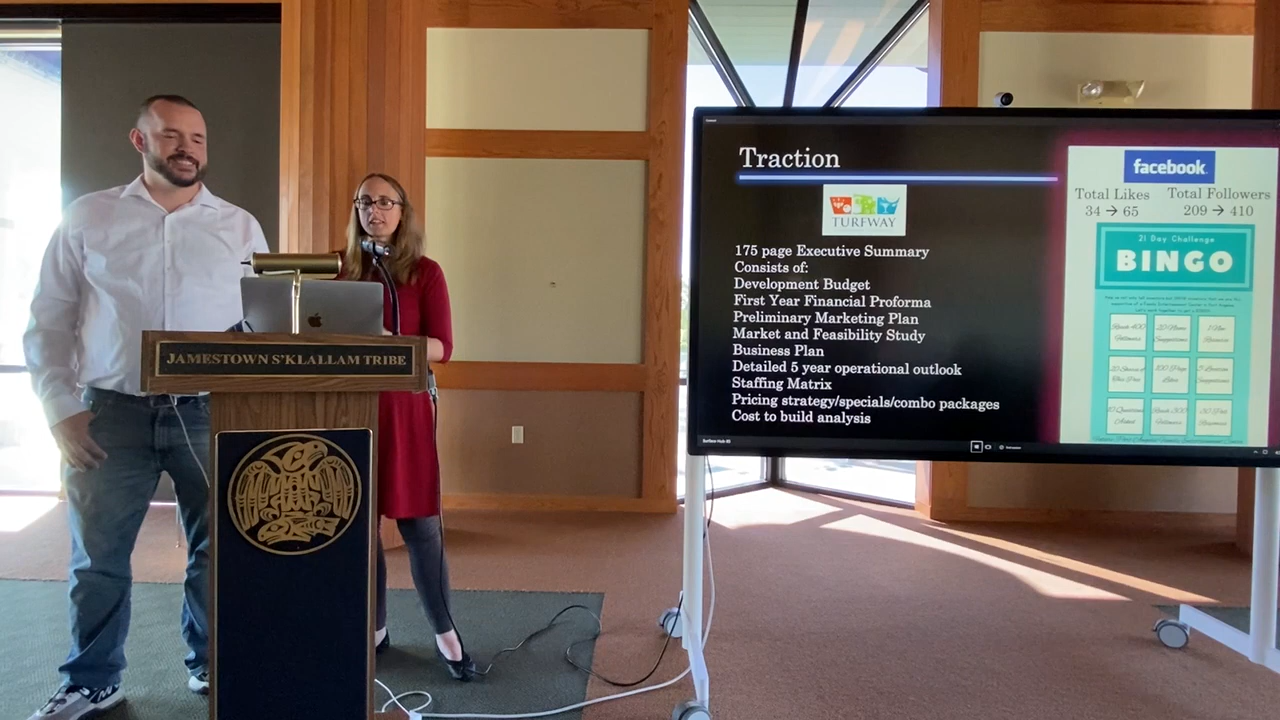 JAMESTOWN S'KLALLAM TRIBE
Traction
TURFWAY
175 page Executive Summary
Consists of:
Development Budget
First Year Financial Proforma
Preliminary Marketing Plan
Market and Feasibility Study
Business Plan
Detailed 5 year operational outlook
Staffing Matrix
Pricing strategy/specials/combo packages
Cost to build analysis
facebook
Total Likes Total Followers
34 → 65 209 → 410
21 Day Challenge
BINGO
Surface Hub